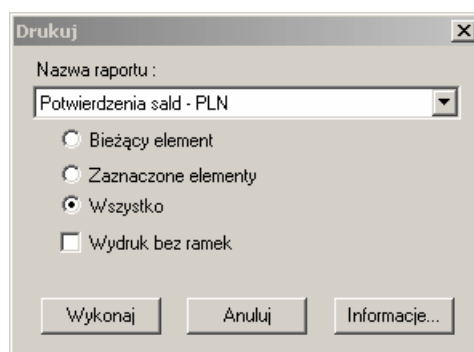 Drukuj
Nazwa raportu :
Potwierdzenia sald - PLN
Bieżący element
Zaznaczone elementy
Wszystko
Wydruk bez ramek
Wykonaj Anuluj Informacje...